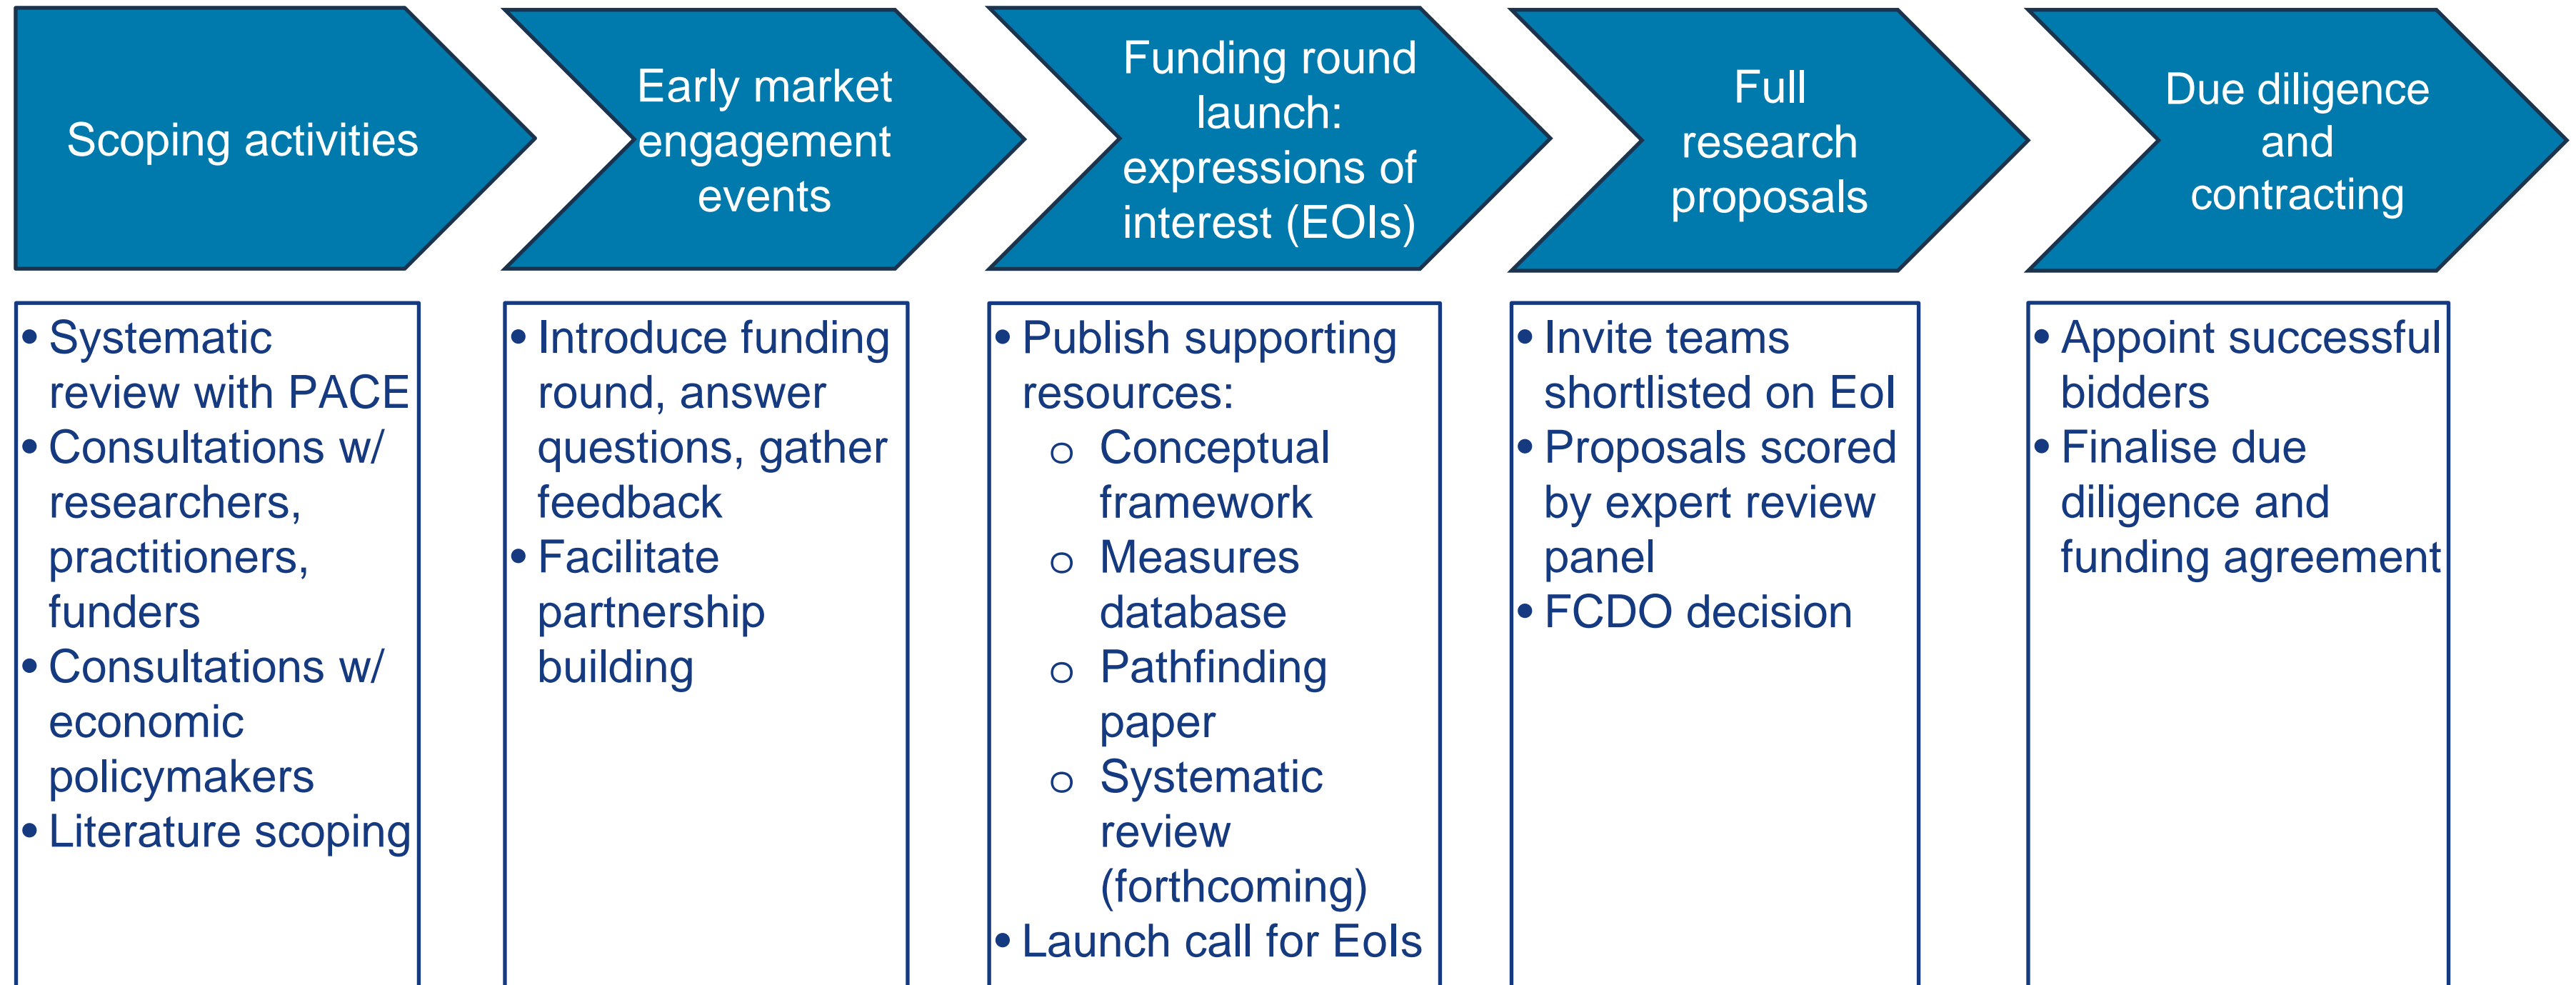 Scoping activities
Early market
engagement
events
Funding round
launch:
expressions of
interest (EOIs)
Full
research
proposals
Due diligence
and
contracting
• Systematic
review with PACE
• Consultations w/
researchers,
practitioners,
funders
• Consultations w/
economic
policymakers
• Literature scoping
• Introduce funding
round, answer
questions, gather
feedback
• Facilitate
partnership
building
• Publish supporting
resources:
o Conceptual
framework
o Measures
database
o Pathfinding
paper
o Systematic
review
(forthcoming)
• Launch call for EoIs
• Invite teams
shortlisted on EoI
• Proposals scored
by expert review
panel
• FCDO decision
• Appoint successful
bidders
• Finalise due
diligence and
funding agreement